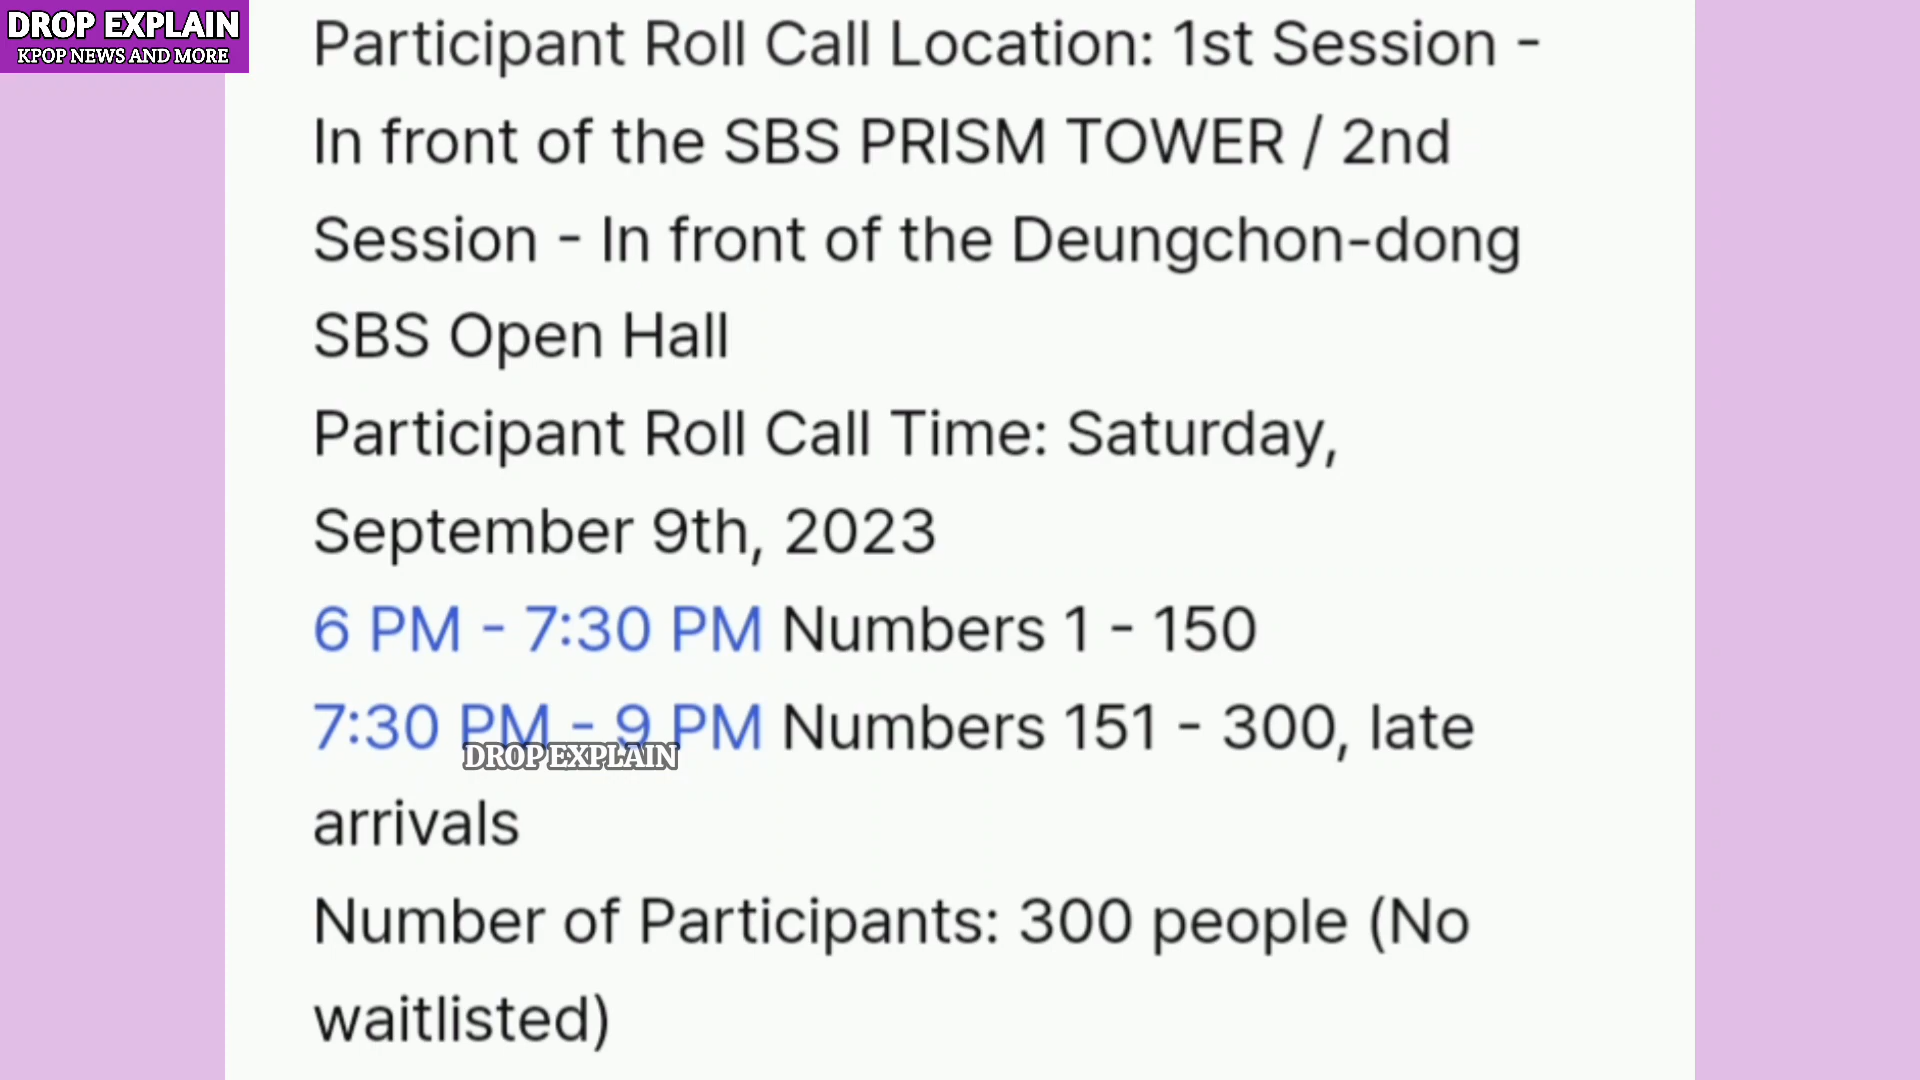 DROP EXPLAIN
KPOP NEWS AND MORE
Participant Roll Call Location: 1st Session -
In front of the SBS PRISM TOWER / 2nd
Session - In front of the Deungchon-dong
SBS Open Hall
Participant Roll Call Time: Saturday,
September 9th, 2023
6 PM - 7:30 PM Numbers 1 - 150
7:30 PM - 9 PM Numbers 151 - 300, late
DROP EXPLAIN
arrivals
Number of Participants: 300 people (No
waitlisted)